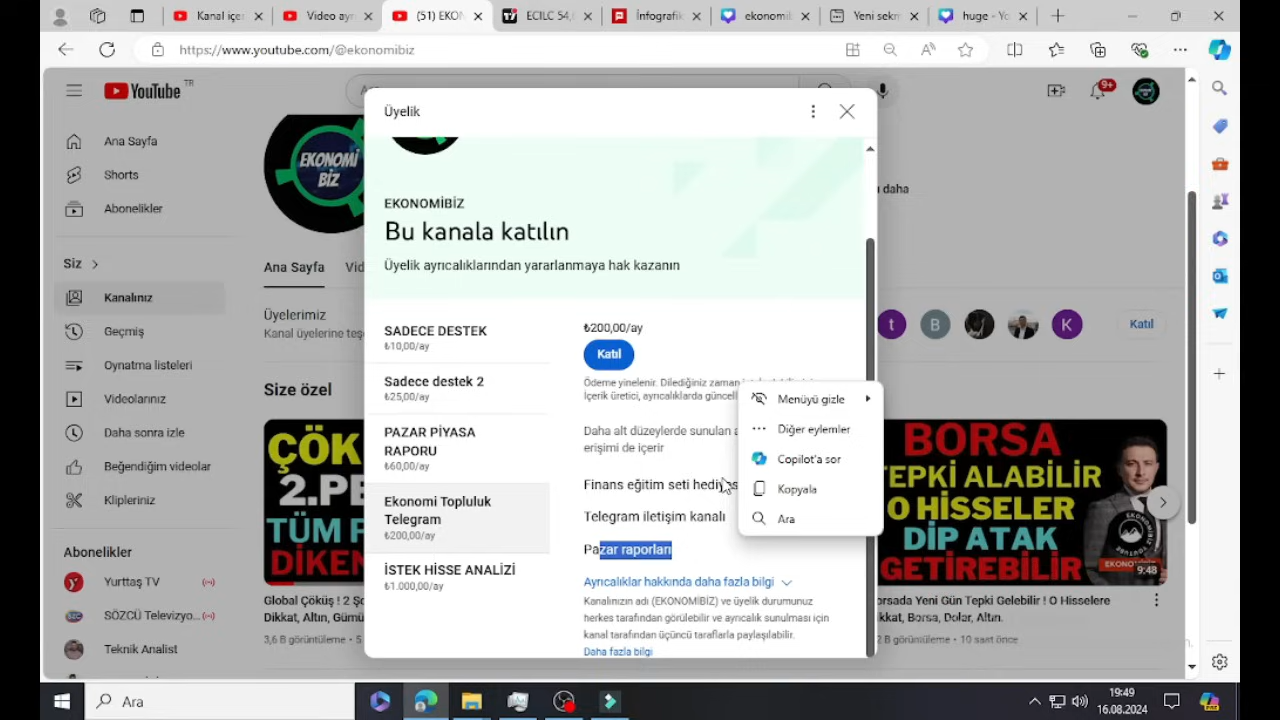 Kanal içe
Video ayrı
(51) EKON
ECILC 54,
İnfografik
ekonomil
Yeni sekm
huge - Yo
https://www.youtube.com/@ekonomibiz
YouTube TR
9+
Üyelik
Ana Sayfa
Shorts
Abonelikler
Siz
Kanalınız
Geçmiş
Oynatma listeleri
Videolarınız
Daha sonra izle
Beğendiğim videolar
Klipleriniz
Abonelikler
Yurttaş TV
SÖZCÜ Televizyo...
Teknik Analist
EKONOMİ
BİZ
daha
Ana Sayfa
Üyelerimiz
Katıl
t
B
K
Size özel
EKONOMİBİZ
Bu kanala katılın
Üyelik ayrıcalıklarından yararlanmaya hak kazanın
SADECE DESTEK
₺10,00/ay
Sadece destek 2
₺25,00/ay
PAZAR PİYASA
RAPORU
₺60,00/ay
Ekonomi Topluluk
Telegram
₺200,00/ay
İSTEK HİSSE ANALİZİ
₺1.000,00/ay
₺200,00/ay
Katıl
Ödeme yinelenir. Dilediğiniz zaman
İçerik üretici, ayrıcalıklarda güncell
Daha alt düzeylerde sunulan a
erişimi de içerir
Finans eğitim seti hediyes
Telegram iletişim kanalı
Pazar raporları
Ayrıcalıklar hakkında daha fazla bilgi
Kanalınızın adı (EKONOMİBİZ) ve üyelik durumunuz
herkes tarafından görülebilir ve ayrıcalık sunulması için
kanal tarafından üçüncü taraflarla paylaşılabilir.
Daha fazla bilgi
Menüyü gizle
Diğer eylemler
Copilot'a sor
Kopyala
Ara
ÇÖK
2.PE
TÜM F
DİKEN
Global Çöküş ! 2 Ş
Dikkat, Altın, Gümü
3,6 B görüntüleme
BORSA
TEPKİ ALABİLİR
O HİSSELER
DİP ATAK
GETİREBİLİR
9:48
orsada Yeni Gün Tepki Gelebilir ! O Hisselere
kkat, Borsa, Dolar, Altın.
B görüntüleme • 10 saat önce
Ara
19:49
16.08.2024